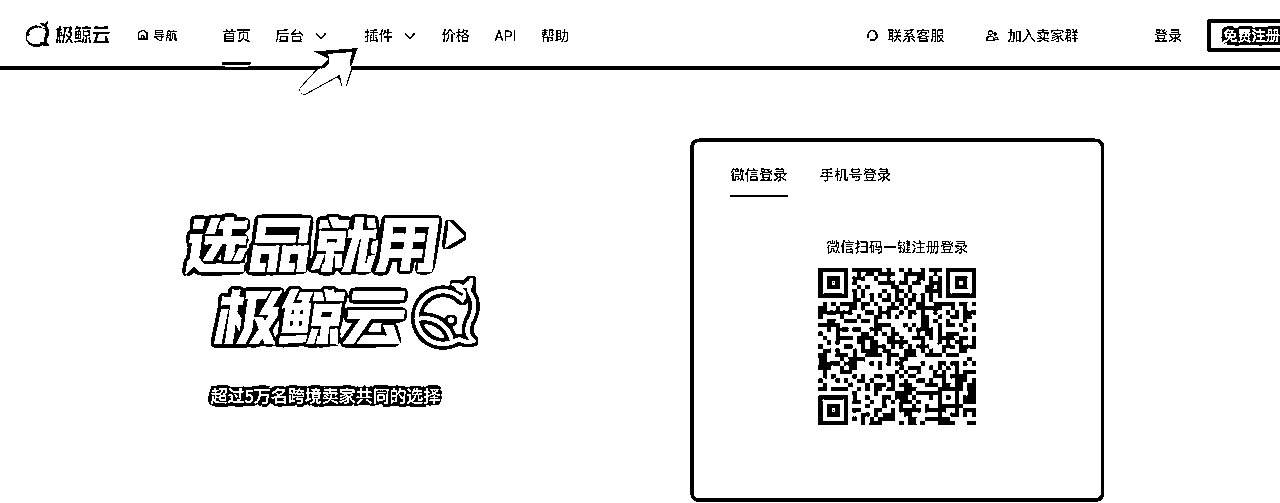 极鲸云 导航 首页 后台 插件 价格 API 帮助 联系客服 加入卖家群 登录 免费注册
微信登录 手机号登录
选品就用
极鲸云
超过5万名跨境卖家共同的选择
微信扫码一键注册登录